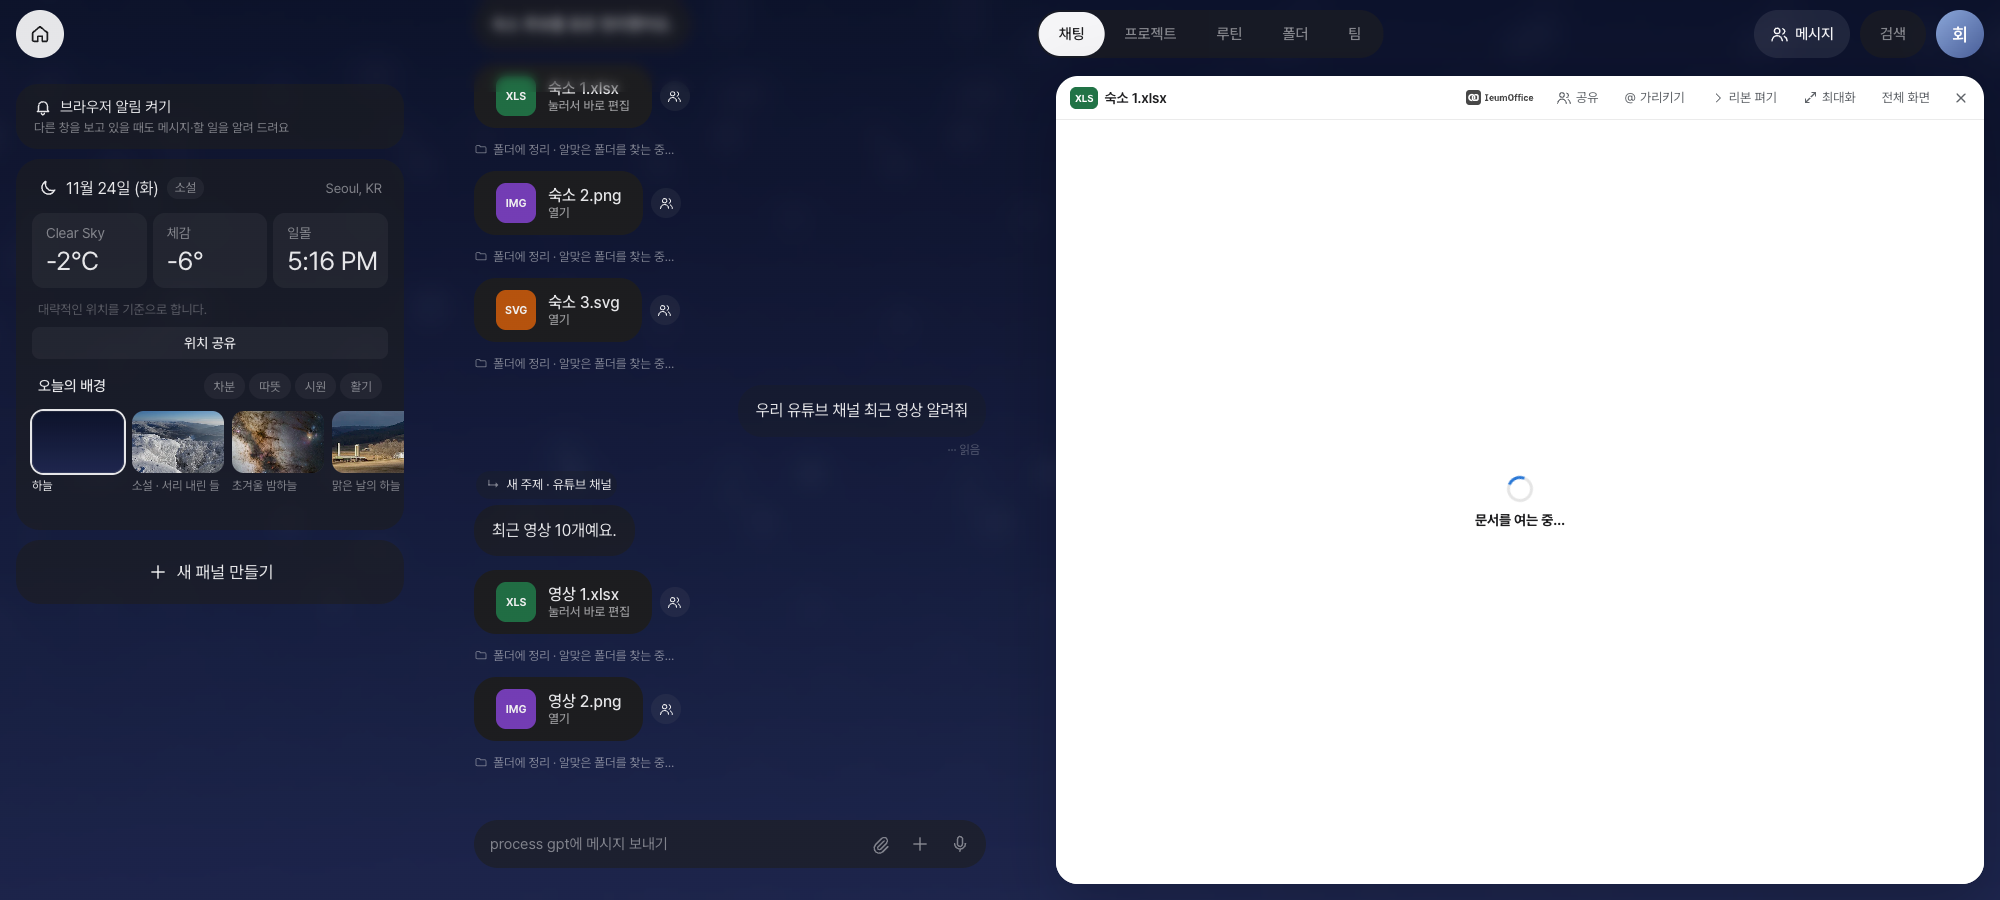 브라우저 알림 켜기
다른 창을 보고 있을 때도 메시지·할 일을 알려 드려요
11월 24일 (화)
소설
Seoul, KR
Clear Sky
-2°C
체감
-6°
일몰
5:16 PM
대략적인 위치를 기준으로 합니다.
위치 공유
오늘의 배경
차분
따뜻
시원
활기
하늘
소설 · 서리 내린 들
초겨울 밤하늘
맑은 날의 하늘
새 패널 만들기
XLS
숙소 1.xlsx
눌러서 바로 편집
폴더에 정리 · 알맞은 폴더를 찾는 중...
IMG
숙소 2.png
열기
폴더에 정리 · 알맞은 폴더를 찾는 중...
SVG
숙소 3.svg
열기
폴더에 정리 · 알맞은 폴더를 찾는 중...
우리 유튜브 채널 최근 영상 알려줘
··· 읽음
새 주제 · 유튜브 채널
최근 영상 10개예요.
XLS
영상 1.xlsx
눌러서 바로 편집
폴더에 정리 · 알맞은 폴더를 찾는 중...
IMG
영상 2.png
열기
폴더에 정리 · 알맞은 폴더를 찾는 중...
process gpt에 메시지 보내기
채팅
프로젝트
루틴
폴더
팀
메시지
검색
회
XLS
숙소 1.xlsx
IeumOffice
공유
@ 가리키기
리본 펴기
최대화
전체 화면
문서를 여는 중...